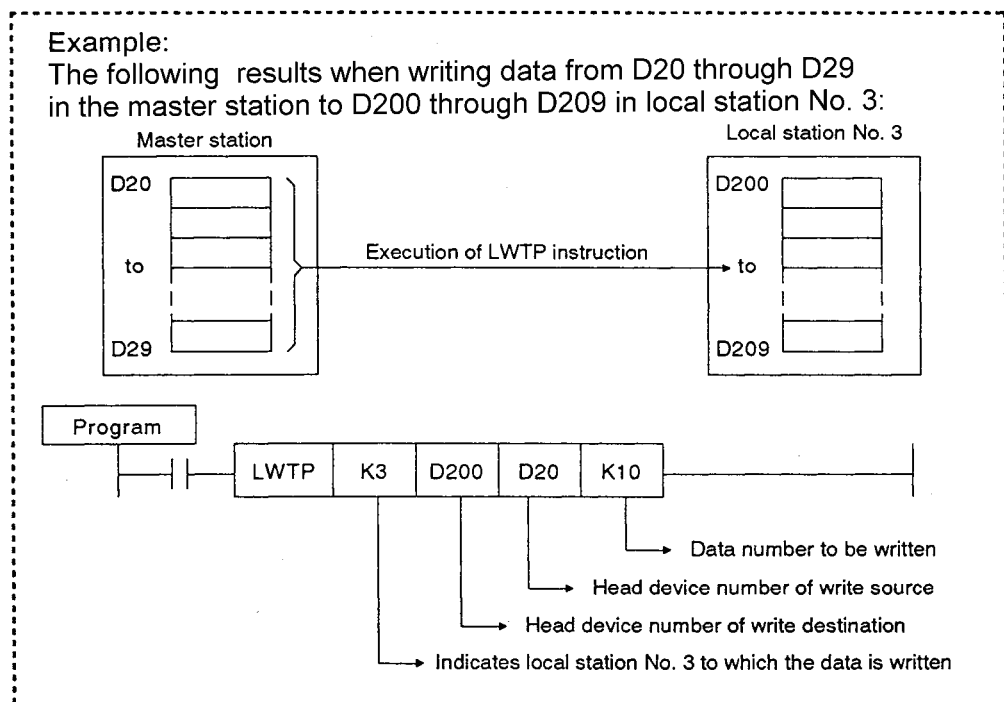 Example:
The following results when writing data from D20 through D29
in the master station to D200 through D209 in local station No. 3:
Master station
Local station No. 3
D20
D200
to
Execution of LWTP instruction
to
D29
D209
Program
LWTP K3 D200 D20 K10
Data number to be written
Head device number of write source
Head device number of write destination
Indicates local station No. 3 to which the data is written